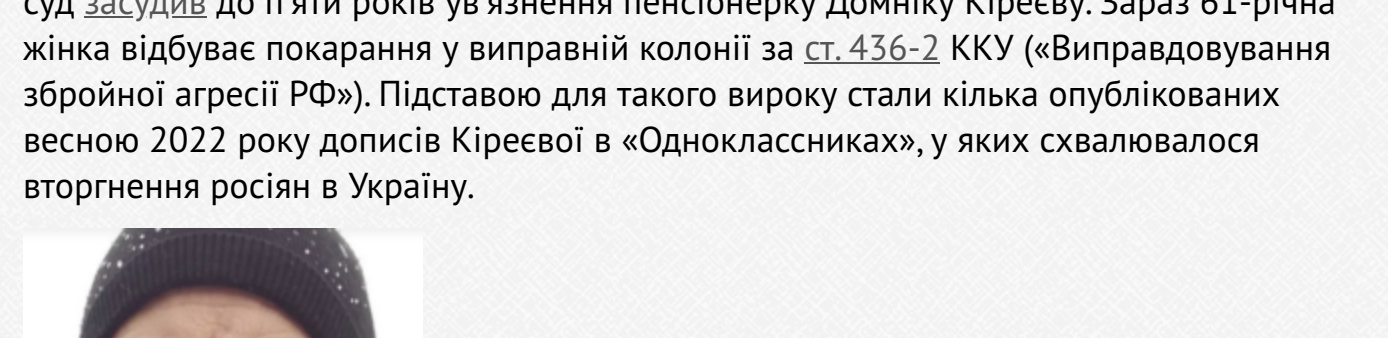 суд засудив до п'яти років ув'язнення пенсіонерку Домніку Кіреєву. Зараз 61-річна
жінка відбуває покарання у виправній колонії за ст. 436-2 ККУ («Виправдовування
збройної агресії РФ»). Підставою для такого вироку стали кілька опублікованих
весною 2022 року дописів Кіреєвої в «Одноклассниках», у яких схвалювалося
вторгнення росіян в Україну.